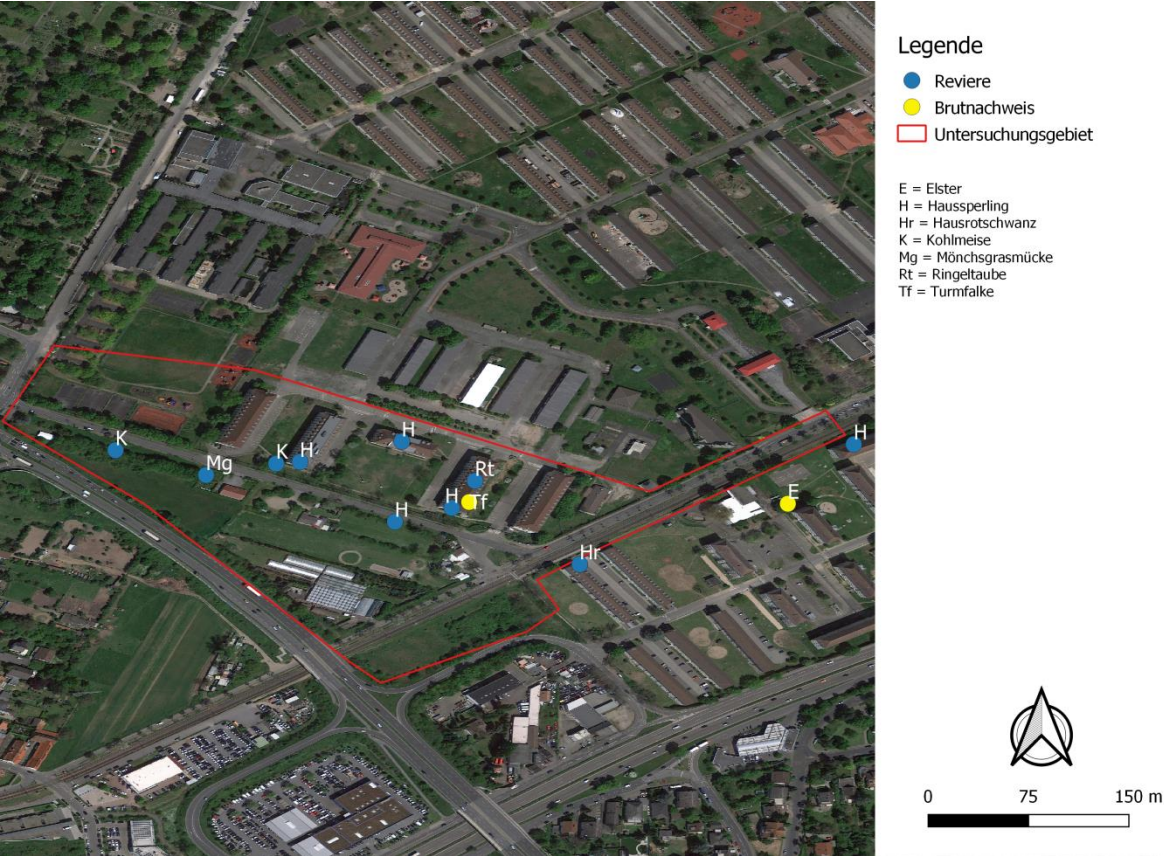 Legende
Reviere
Brutnachweis
Untersuchungsgebiet
E = Elster
H = Haussperling
Hr = Hausrotschwanz
K = Kohlmeise
Mg = Mönchsgrasmücke
Rt = Ringeltaube
Tf = Turmfalke
K
Mg
K
H
H
Rt
H
Tf
H
Hr
E
H
0 75 150 m